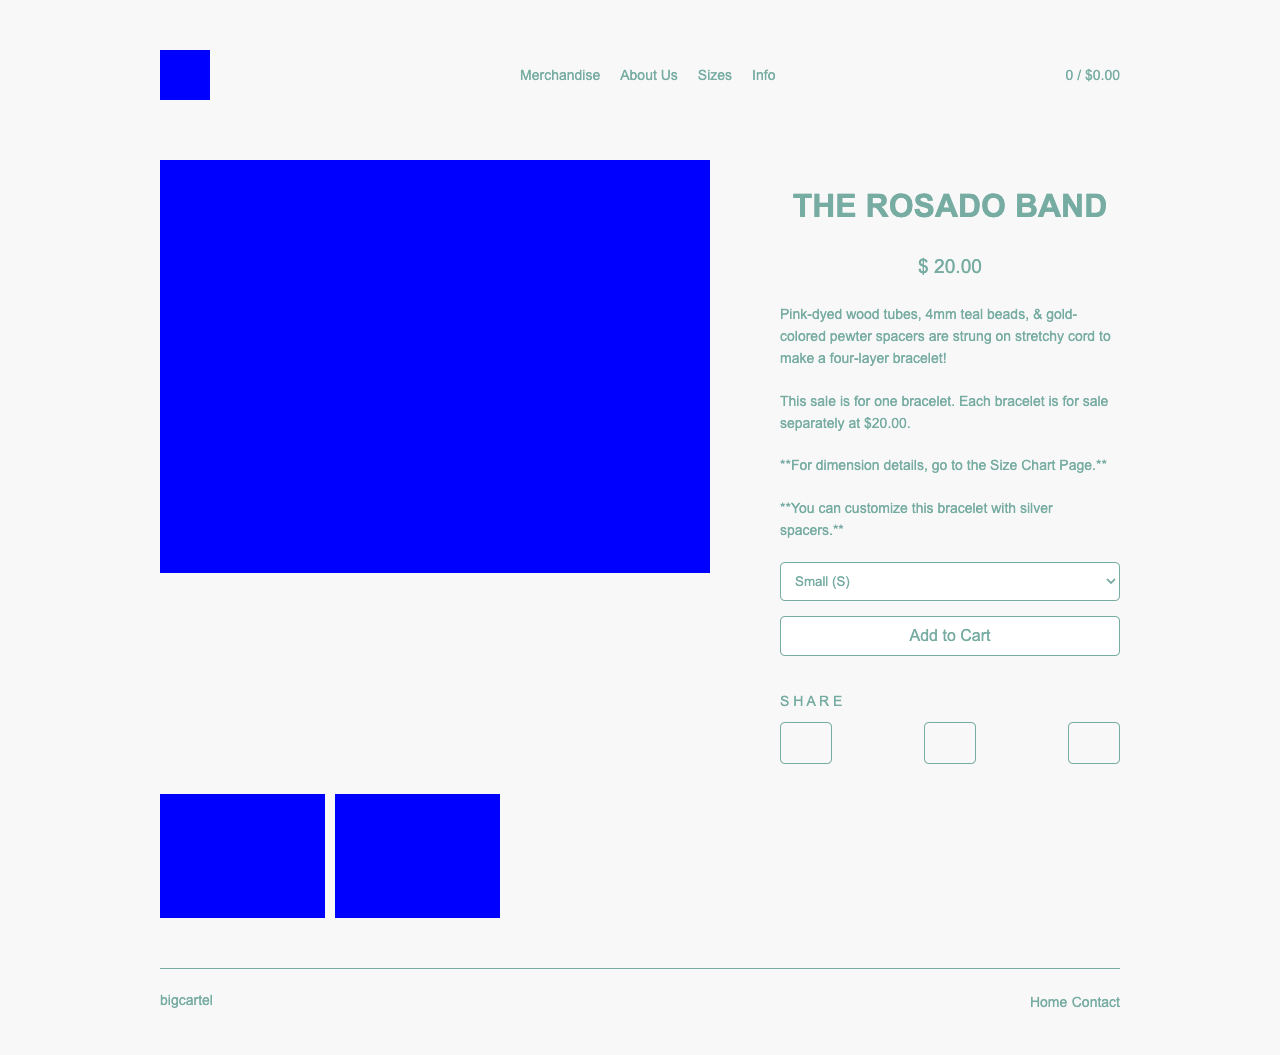 Merchandise About Us Sizes Info 0 / $0.00
THE ROSADO BAND
$ 20.00
Pink-dyed wood tubes, 4mm teal beads, & gold-
colored pewter spacers are strung on stretchy cord to
make a four-layer bracelet!
This sale is for one bracelet. Each bracelet is for sale
separately at $20.00.
**For dimension details, go to the Size Chart Page.**
**You can customize this bracelet with silver
spacers.**
Small (S)
Add to Cart
SHARE
bigcartel Home Contact